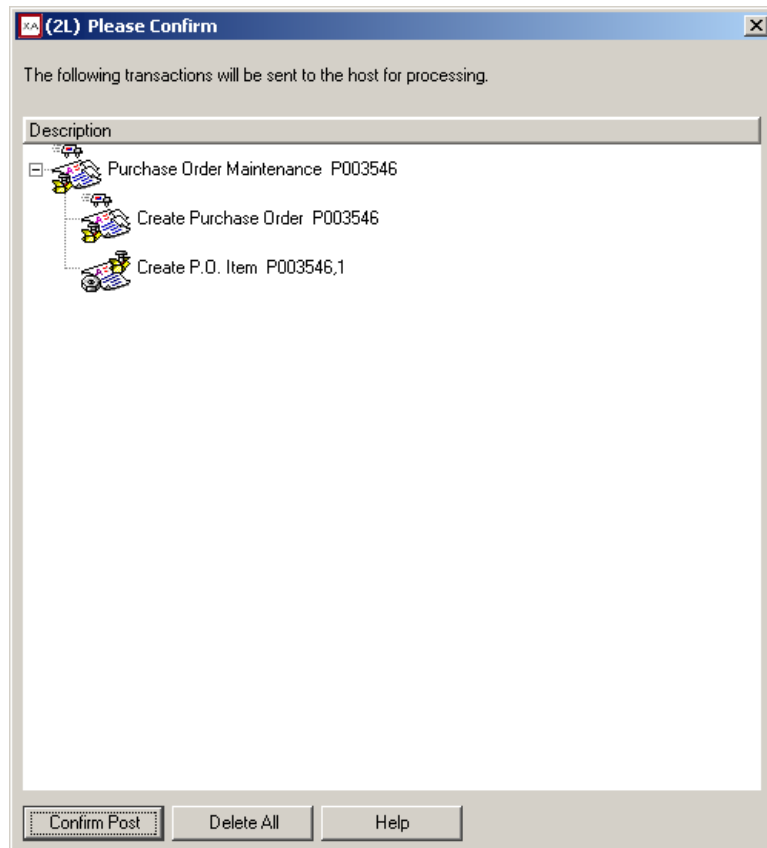 XA (2L) Please Confirm
The following transactions will be sent to the host for processing.
Description
Purchase Order Maintenance P003546
Create Purchase Order P003546
Create P.O. Item P003546,1
Confirm Post Delete All Help